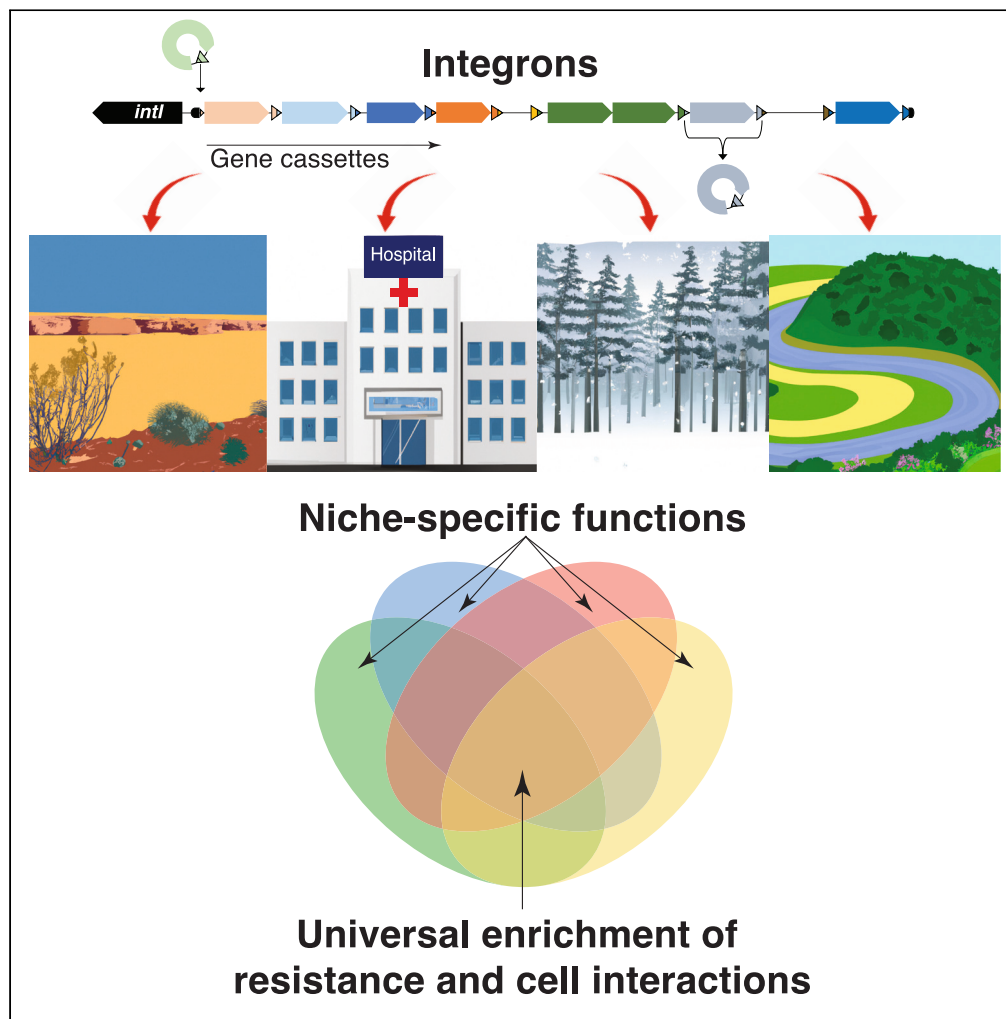 Integrons
intI
Gene cassettes
Hospital
Niche-specific functions
Universal enrichment of
resistance and cell interactions